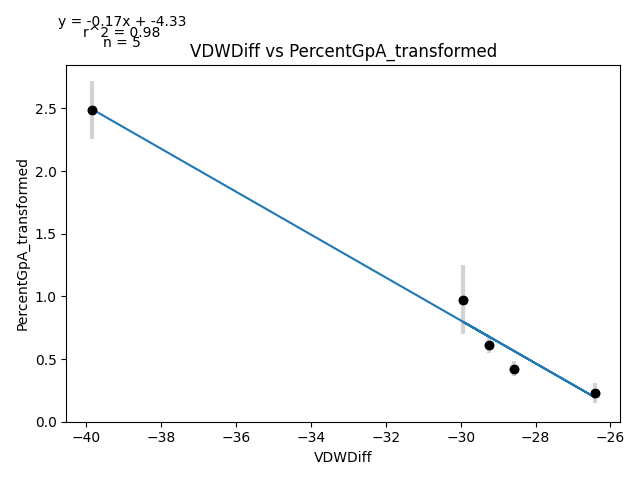 y = -0.17x + -4.33
r^2 = 0.98
n = 5
VDWDiff vs PercentGpA_transformed
PercentGpA_transformed
2.5
2.0
1.5
1.0
0.5
0.0
−40
−38
−36
−34
−32
−30
−28
−26
VDWDiff